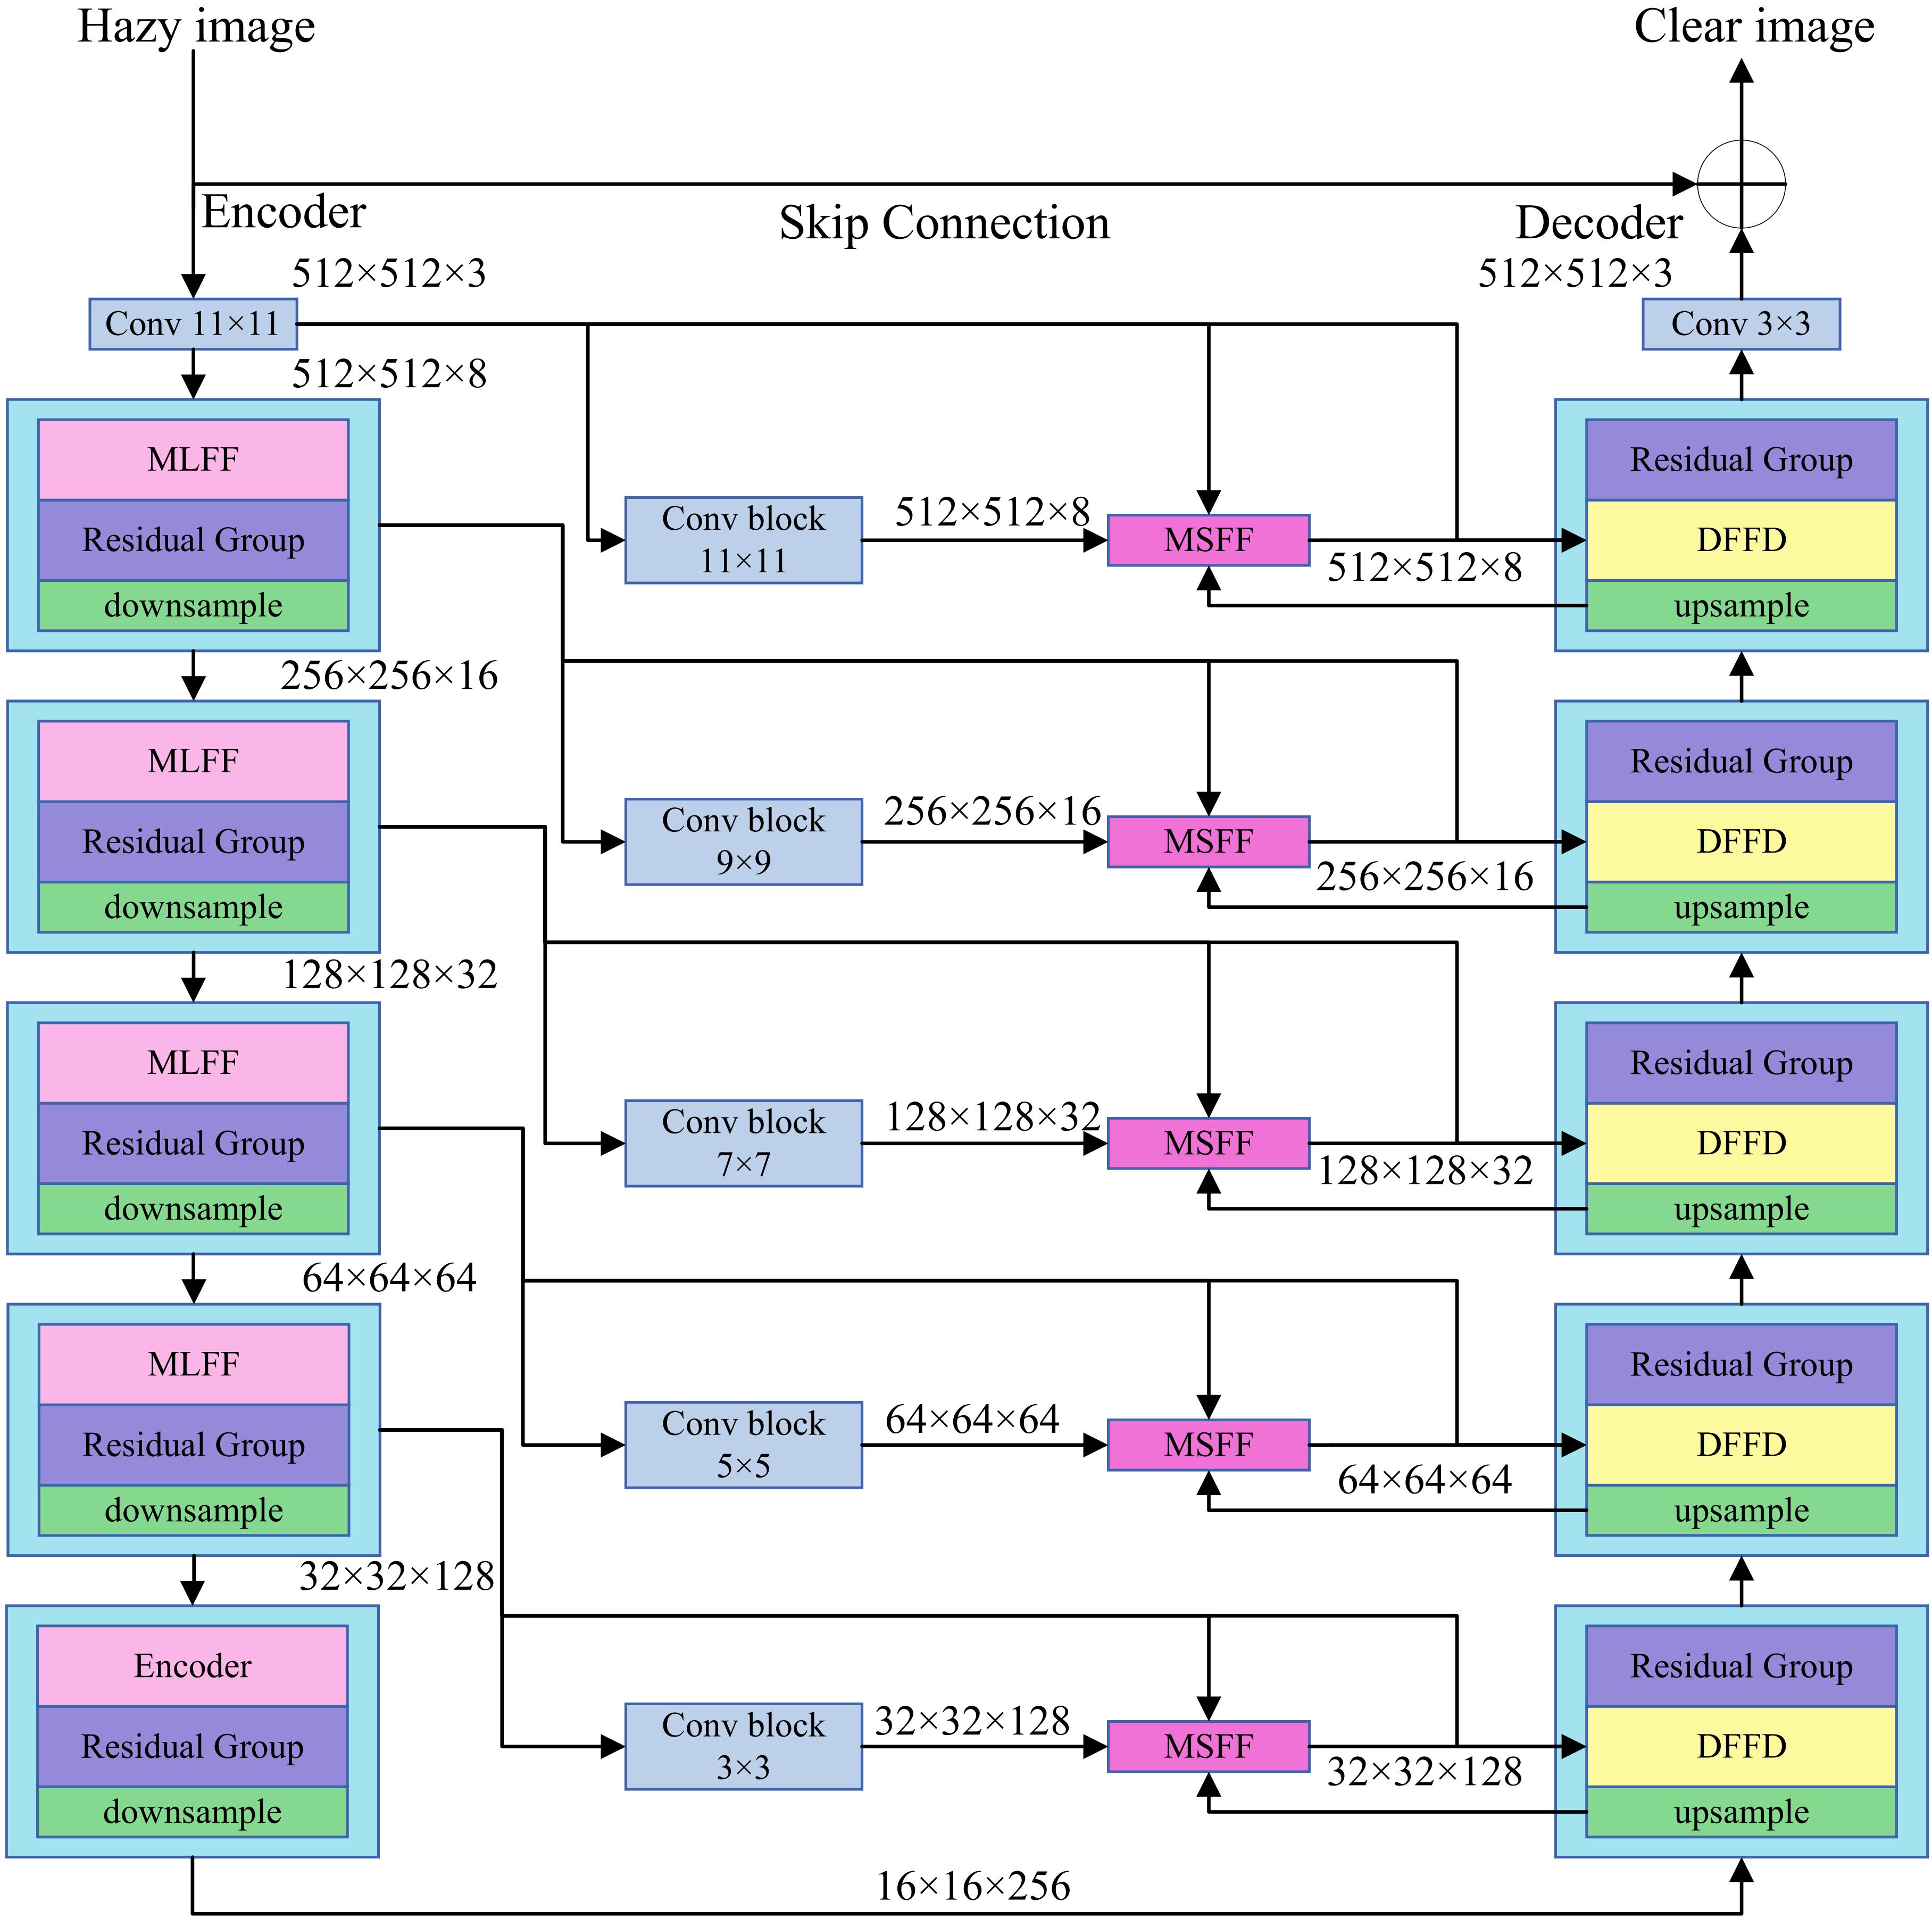 Hazy image
Clear image
Encoder
Skip Connection
Decoder
512×512×3
512×512×3
Conv 11×11
Conv 3×3
512×512×8
MLFF
Residual Group
downsample
Conv block
11×11
512×512×8
MSFF
512×512×8
Residual Group
DFFD
upsample
256×256×16
MLFF
Residual Group
downsample
Conv block
9×9
256×256×16
MSFF
256×256×16
Residual Group
DFFD
upsample
128×128×32
MLFF
Residual Group
downsample
Conv block
7×7
128×128×32
MSFF
128×128×32
Residual Group
DFFD
upsample
64×64×64
MLFF
Residual Group
downsample
Conv block
5×5
64×64×64
MSFF
64×64×64
Residual Group
DFFD
upsample
32×32×128
Encoder
Residual Group
downsample
Conv block
3×3
32×32×128
MSFF
32×32×128
Residual Group
DFFD
upsample
16×16×256